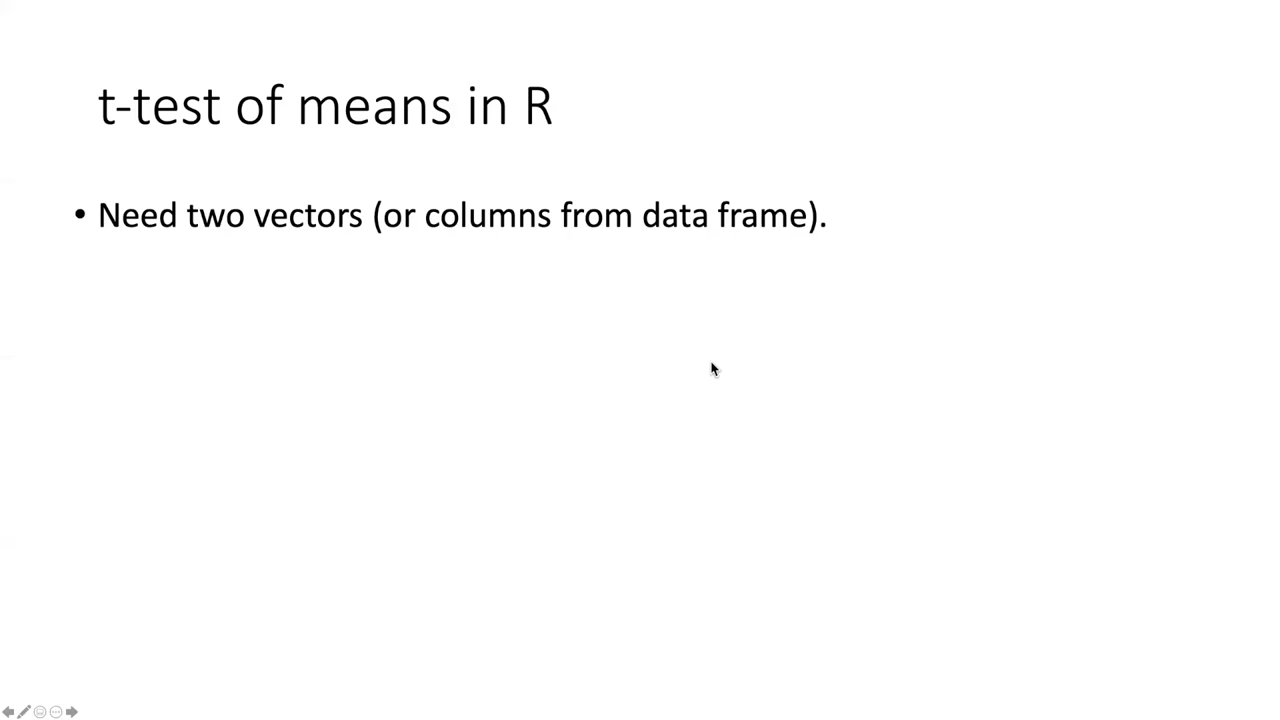 t-test of means in R
• Need two vectors (or columns from data frame).